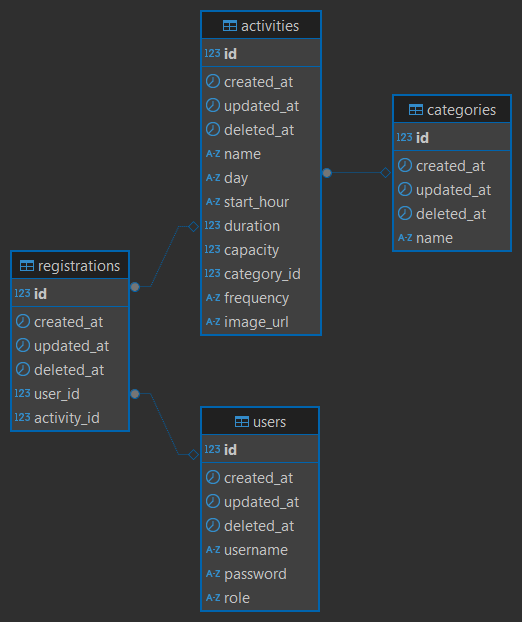 activities
123 id
created_at
updated_at
deleted_at
A-Z name
A-Z day
A-Z start_hour
123 duration
123 capacity
123 category_id
A-Z frequency
A-Z image_url
categories
123 id
created_at
updated_at
deleted_at
A-Z name
registrations
123 id
created_at
updated_at
deleted_at
123 user_id
123 activity_id
users
123 id
created_at
updated_at
deleted_at
A-Z username
A-Z password
A-Z role